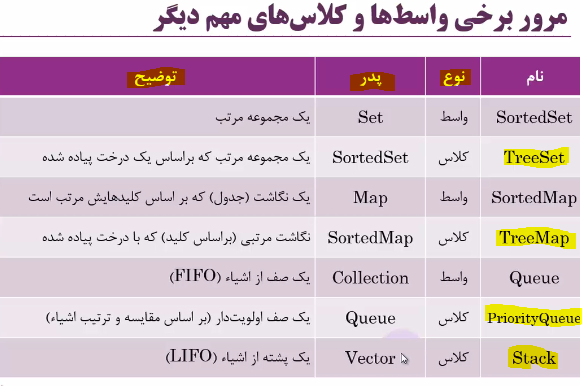 مرور برخی واسط‌ها و کلاس‌های مهم دیگر
نام نوع پدر توضیح
SortedSet واسط Set یک مجموعه مرتب
TreeSet کلاس SortedSet یک مجموعه مرتب که براساس یک درخت پیاده شده
SortedMap واسط Map یک نگاشت (جدول) که بر اساس کلیدهایش مرتب است
TreeMap کلاس SortedMap نگاشت مرتبی (براساس کلید) که با درخت پیاده شده
Queue واسط Collection یک صف از اشیاء (FIFO)
PriorityQueue کلاس Queue یک صف اولویت‌دار (بر اساس مقایسه و ترتیب اشیاء)
Stack کلاس Vector یک پشته از اشیاء (LIFO)